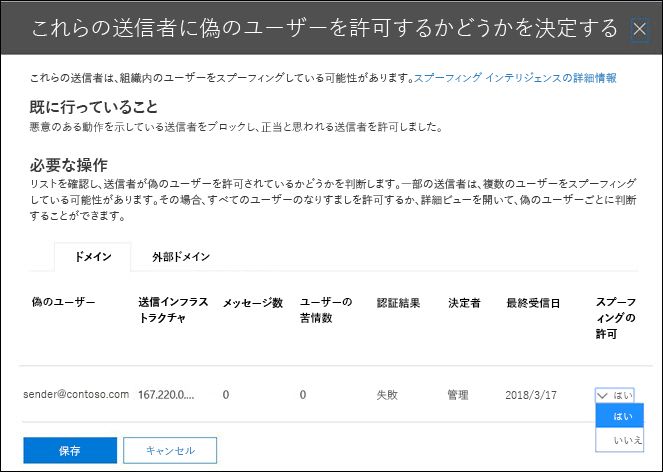 これらの送信者に偽のユーザーを許可するかどうかを決定する
これらの送信者は、組織内のユーザーをスプーフィングしている可能性があります。スプーフィング インテリジェンスの詳細情報
既に行っていること
悪意のある動作を示している送信者をブロックし、正当と思われる送信者を許可しました。
必要な操作
リストを確認し、送信者が偽のユーザーを許可されているかどうかを判断します。一部の送信者は、複数のユーザーをスプーフィング
している可能性があります。その場合、すべてのユーザーのなりすましを許可するか、詳細ビューを開いて、偽のユーザーごとに判断
することができます。
ドメイン 外部ドメイン
偽のユーザー 送信インフラス メッセージ数 ユーザーの 認証結果 決定者 最終受信日 スプーフ
トラクチャ 苦情数 ィングの
許可
sender@contoso.com 167.220.0.... 0 0 失敗 管理 2018/3/17 はい
はい
いいえ
保存 キャンセル